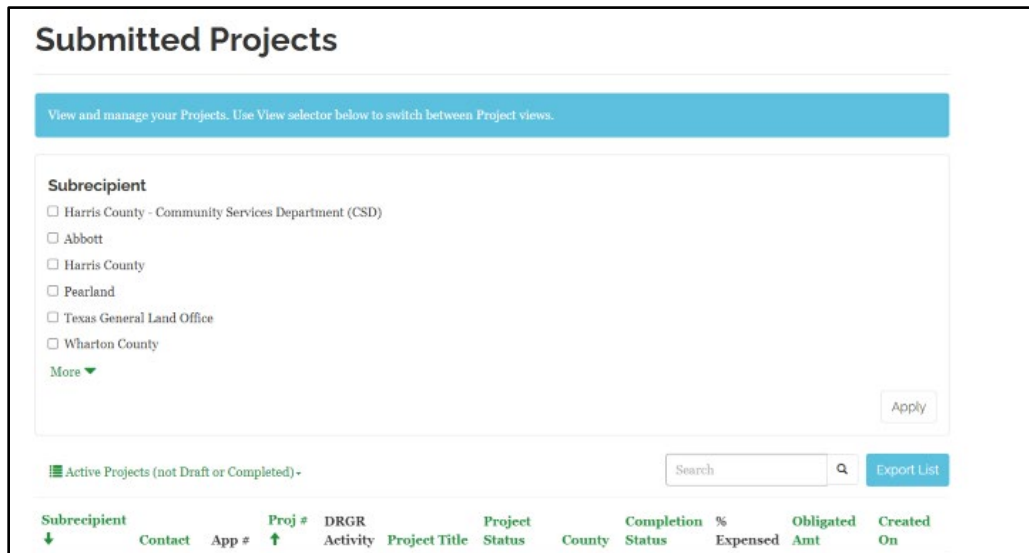 Submitted Projects
View and manage your Projects. Use View selector below to switch between Project views.
Subrecipient
Harris County - Community Services Department (CSD)
Abbott
Harris County
Pearland
Texas General Land Office
Wharton County
More
Apply
Active Projects (not Draft or Completed)
Search
Export List
Subrecipient Contact App # Proj # DRGR Activity Project Title Project Status County Completion Status % Expensed Obligated Amt Created On